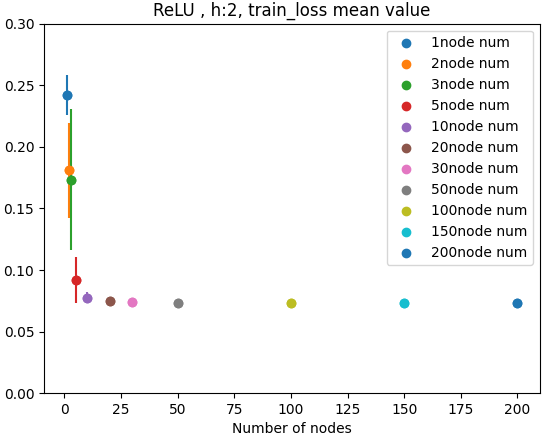 ReLU , h:2, train_loss mean value
0.30
0.25
0.20
0.15
0.10
0.05
0.00
1node num
2node num
3node num
5node num
10node num
20node num
30node num
50node num
100node num
150node num
200node num
0 25 50 75 100 125 150 175 200
Number of nodes